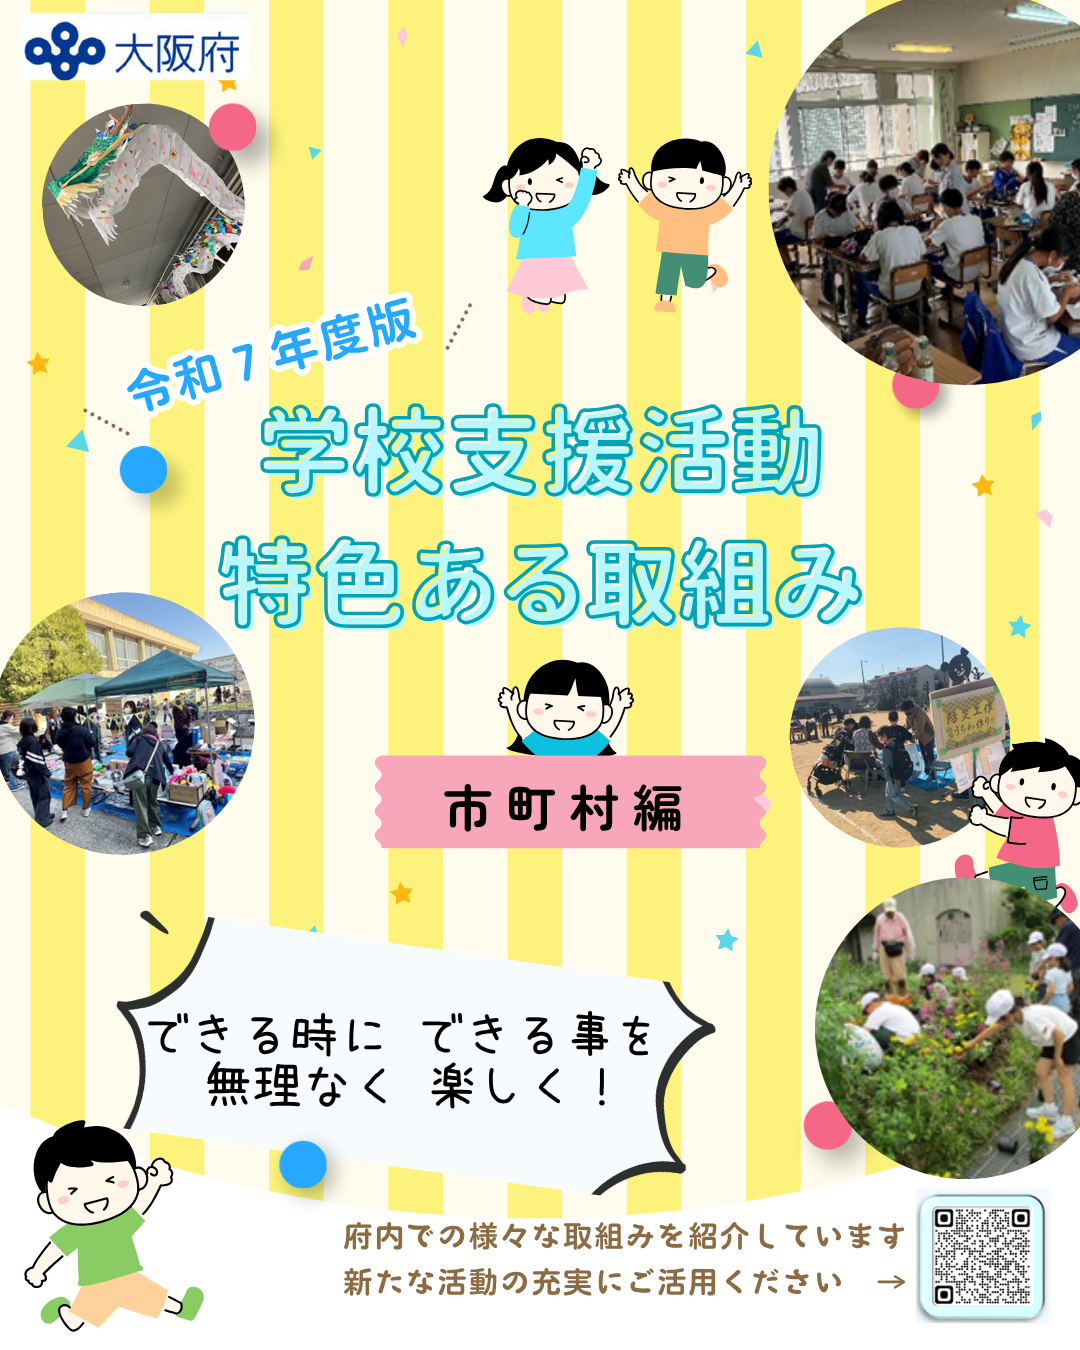 大阪府
令和７年度版
学校支援活動
特色ある取組み
防災工作
市町村編
できる時に できる事を
無理なく 楽しく！
府内での様々な取組みを紹介しています
新たな活動の充実にご活用ください →